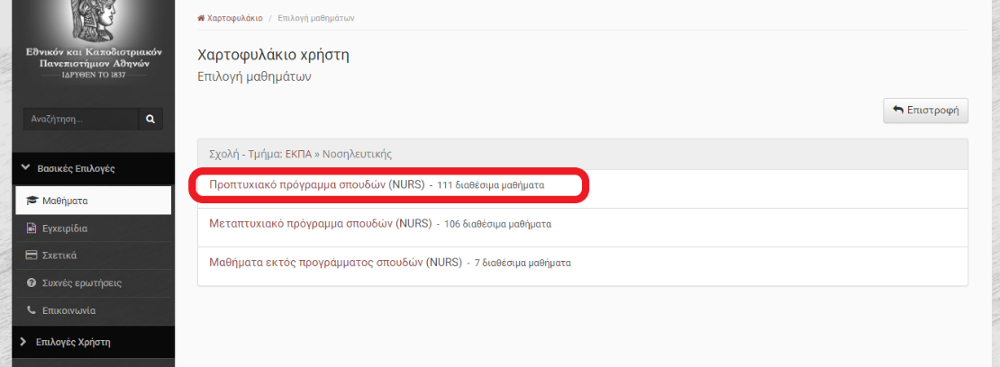 Εθνικόν και Καποδιστριακόν
Πανεπιστήμιον Αθηνών
ΙΔΡΥΘΕΝ ΤΟ 1837
Αναζήτηση...
Βασικές Επιλογές
Μαθήματα
Εγχειρίδια
Σχετικά
Συχνές ερωτήσεις
Επικοινωνία
Επιλογές Χρήστη
Χαρτοφυλάκιο / Επιλογή μαθημάτων
Χαρτοφυλάκιο χρήστη
Επιλογή μαθημάτων
Επιστροφή
Σχολή - Τμήμα: ΕΚΠΑ » Νοσηλευτικής
Προπτυχιακό πρόγραμμα σπουδών (NURS) - 111 διαθέσιμα μαθήματα
Μεταπτυχιακό πρόγραμμα σπουδών (NURS) - 106 διαθέσιμα μαθήματα
Μαθήματα εκτός προγράμματος σπουδών (NURS) - 7 διαθέσιμα μαθήματα